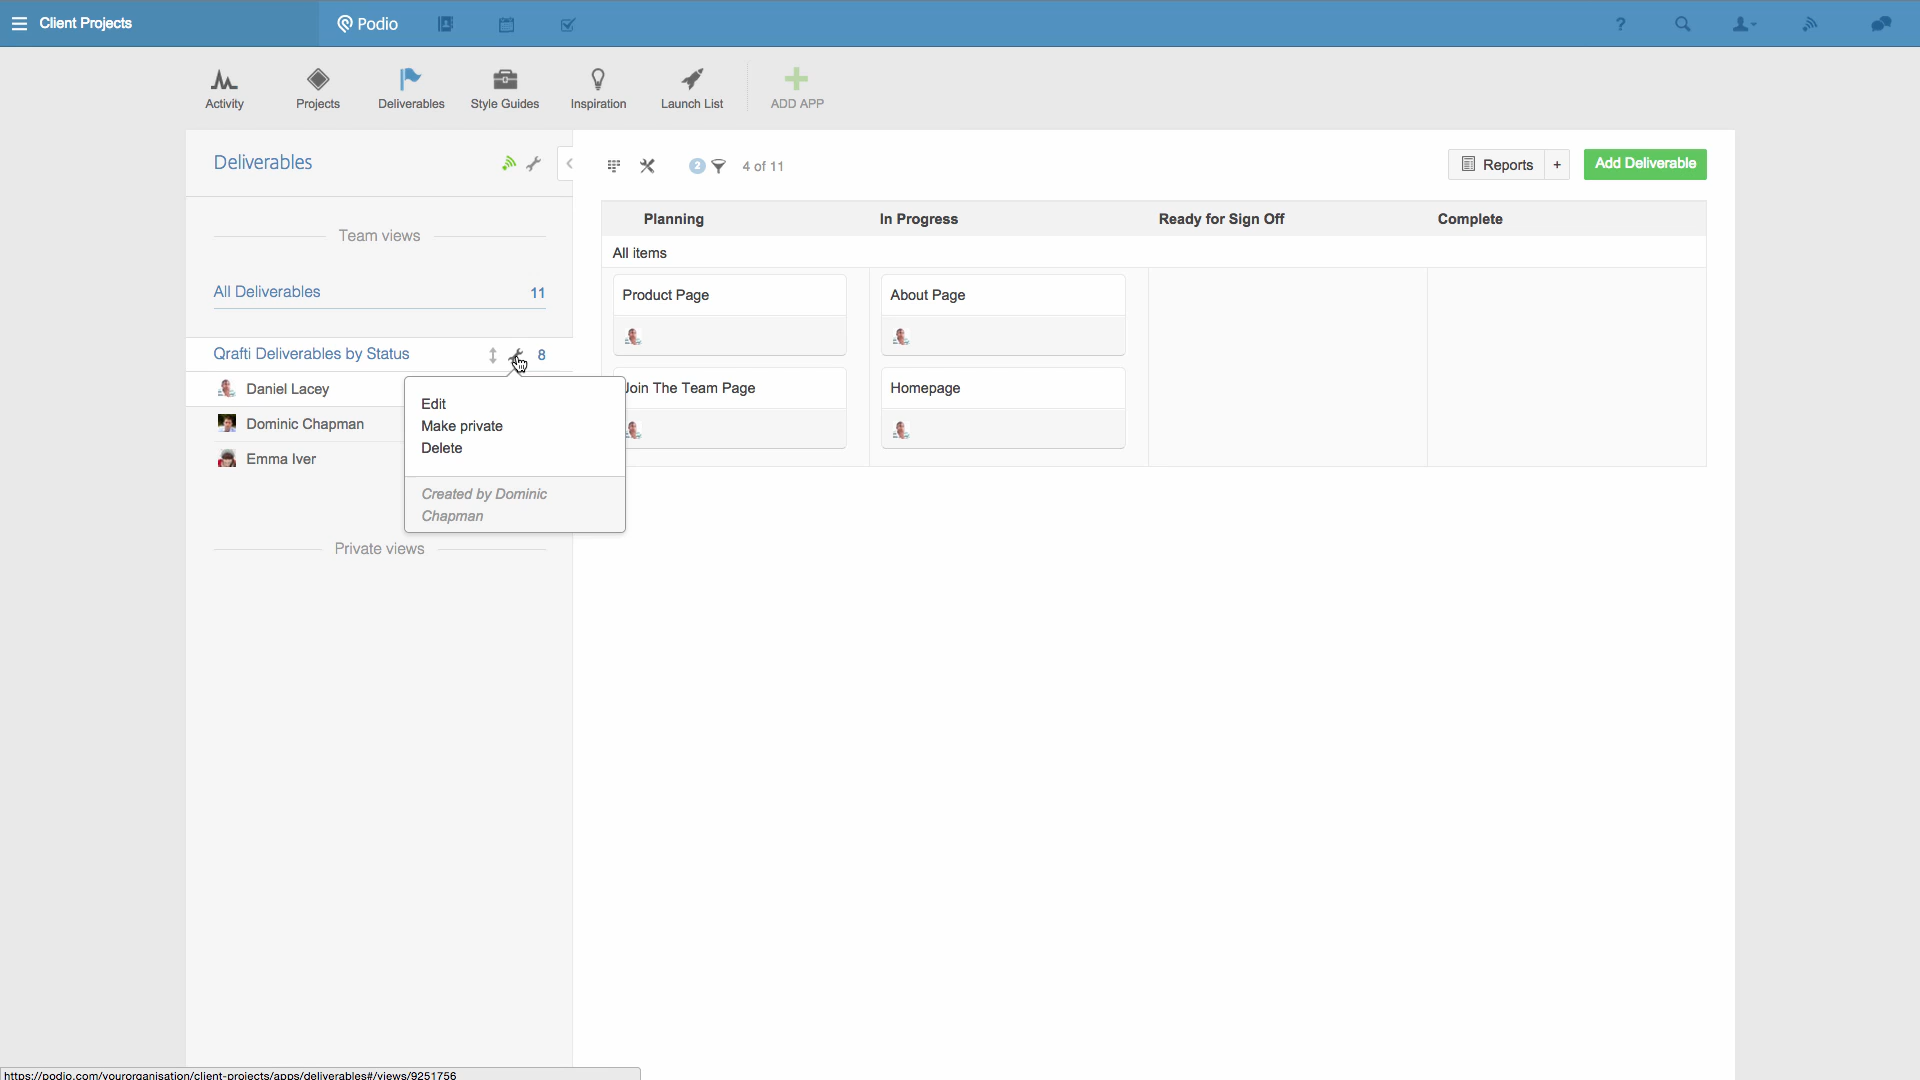 Client Projects
Podio
?
Activity
Projects
Deliverables
Style Guides
Inspiration
Launch List
ADD APP
Deliverables
2
4 of 11
Reports
+
Add Deliverable
Team views
All Deliverables
11
Qrafti Deliverables by Status
8
Daniel Lacey
Dominic Chapman
Emma Iver
Edit
Make private
Delete
Created by Dominic
Chapman
Private views
Planning
In Progress
Ready for Sign Off
Complete
All items
Product Page
About Page
Join The Team Page
Homepage
https://podio.com/yourorganisation/client-projects/apps/deliverables#/views/9251756